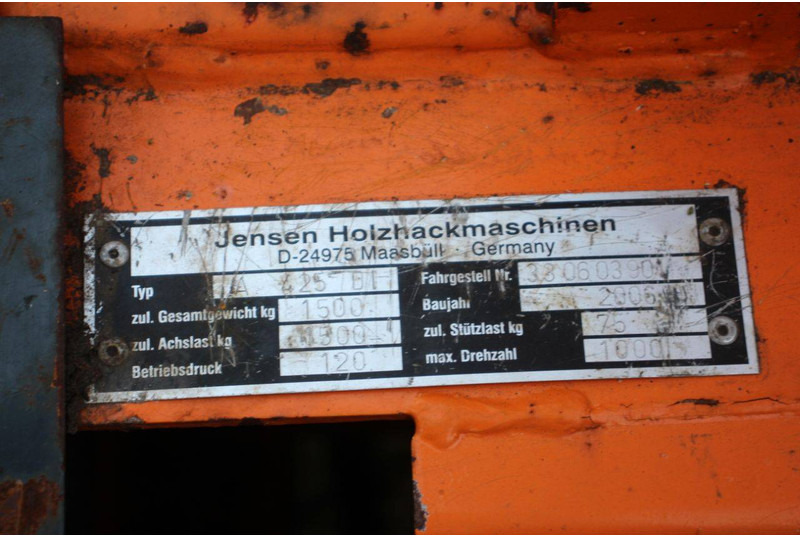 Jensen Holzhackmaschinen
D-24975 Maasbüll · Germany
Typ A 425 Fahrgestell Nr.
zul. Gesamtgewicht kg 1500 Baujahr 2006
zul. Achslast kg zul. Stützlast kg 75
Betriebsdruck 120 max. Drehzahl 1000